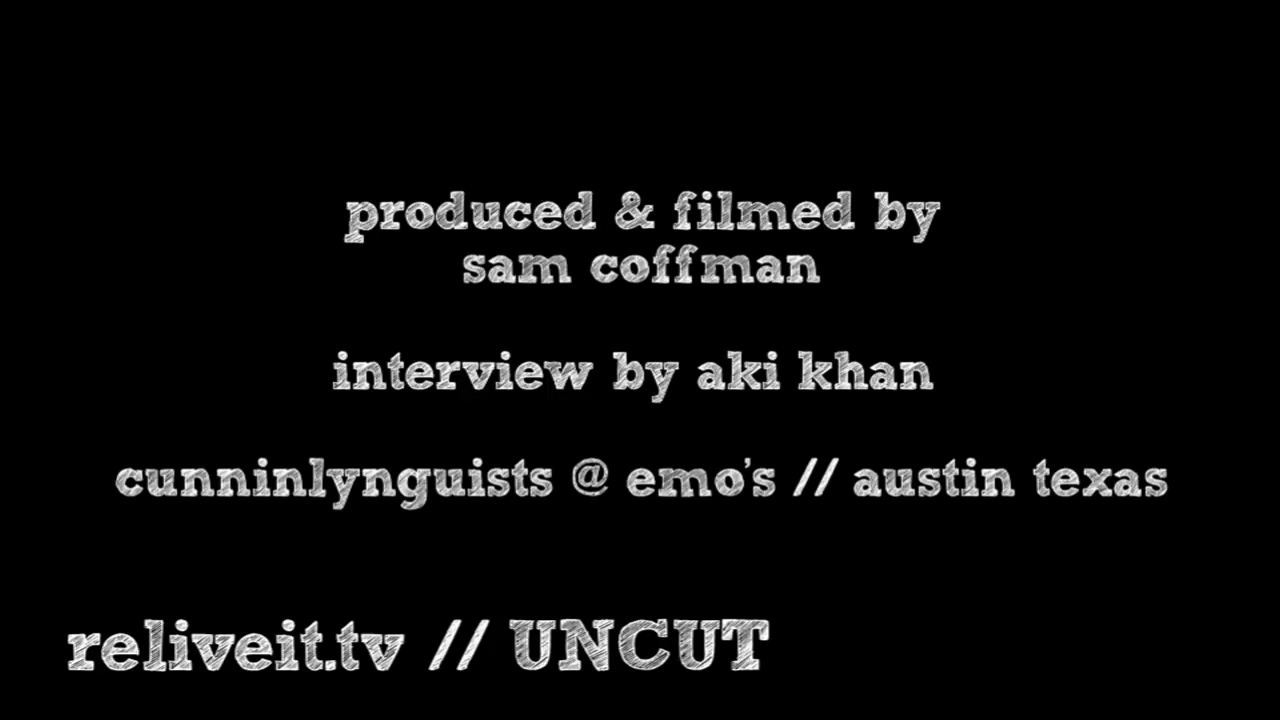 produced & filmed by
sam coffman
interview by aki khan
cunninlynguists @ emo's // austin texas
reliveit.tv // UNCUT